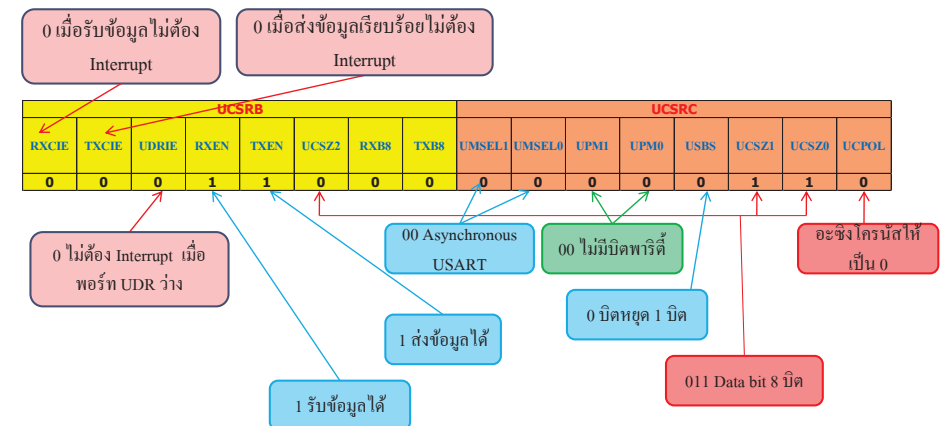 0 เมื่อรับข้อมูลไม่ต้อง
Interrupt
0 เมื่อส่งข้อมูลเรียบร้อยไม่ต้อง
Interrupt
UCSRB UCSRC
RXCIE TXCIE UDRIE RXEN TXEN UCSZ2 RXB8 TXB8 UMSEL1 UMSEL0 UPM1 UPM0 USBS UCSZ1 UCSZ0 UCPOL
0 0 0 1 1 0 0 0 0 0 0 0 0 1 1 0
0 ไม่ต้อง Interrupt เมื่อ
พอร์ท UDR ว่าง
00 Asynchronous
USART
00 ไม่มีบิตพาริตี้
อะซิงโครนัสให้
เป็น 0
0 บิตหยุด 1 บิต
1 ส่งข้อมูลได้
011 Data bit 8 บิต
1 รับข้อมูลได้